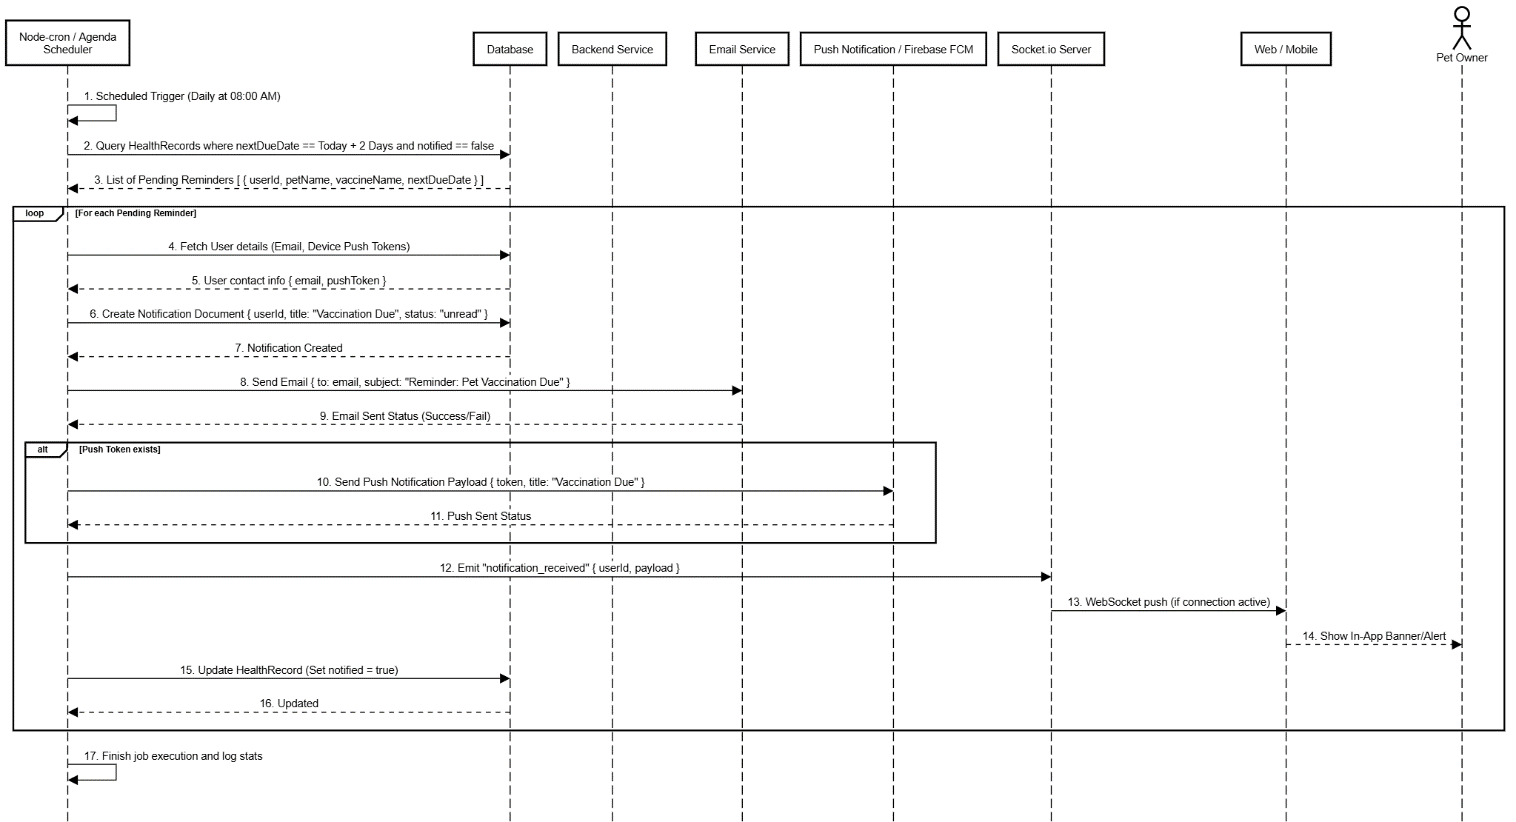 Node-cron / Agenda
Scheduler
Database
Backend Service
Email Service
Push Notification / Firebase FCM
Socket.io Server
Web / Mobile
Pet Owner
1. Scheduled Trigger (Daily at 08:00 AM)
2. Query HealthRecords where nextDueDate == Today + 2 Days and notified == false
3. List of Pending Reminders [ { userId, petName, vaccineName, nextDueDate } ]
loop
[For each Pending Reminder]
4. Fetch User details (Email, Device Push Tokens)
5. User contact info { email, pushToken }
6. Create Notification Document { userId, title: "Vaccination Due", status: "unread" }
7. Notification Created
8. Send Email { to: email, subject: "Reminder: Pet Vaccination Due" }
9. Email Sent Status (Success/Fail)
alt
[Push Token exists]
10. Send Push Notification Payload { token, title: "Vaccination Due" }
11. Push Sent Status
12. Emit "notification_received" { userId, payload }
13. WebSocket push (if connection active)
14. Show In-App Banner/Alert
15. Update HealthRecord (Set notified = true)
16. Updated
17. Finish job execution and log stats